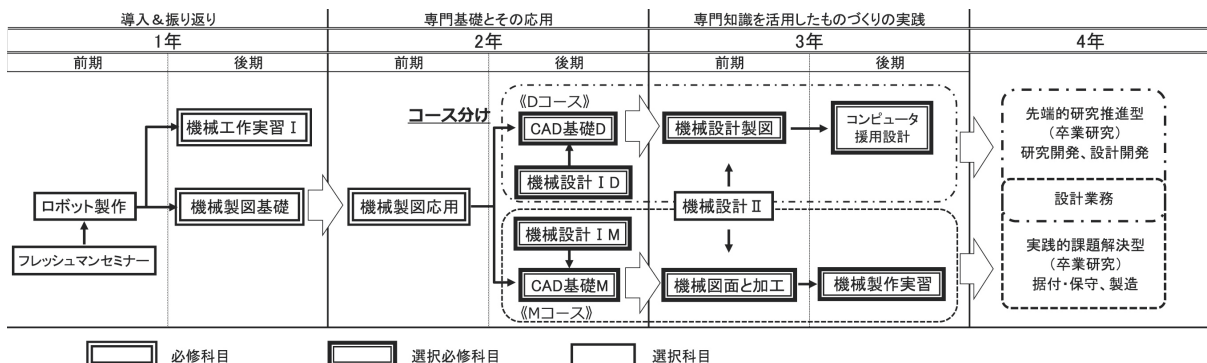 導入＆振り返り
専門基礎とその応用
専門知識を活用したものづくりの実践
1年
2年
3年
4年
前期
後期
前期
後期
前期
後期
コース分け
《Dコース》
機械工作実習Ⅰ
CAD基礎D
機械設計製図
コンピュータ
援用設計
先端的研究推進型
(卒業研究)
研究開発、設計開発
機械設計ⅠD
ロボット製作
機械製図基礎
機械製図応用
機械設計Ⅱ
設計業務
フレッシュマンセミナー
機械設計ⅠM
実践的課題解決型
(卒業研究)
据付・保守、製造
CAD基礎M
機械図面と加工
機械製作実習
《Mコース》
必修科目
選択必修科目
選択科目